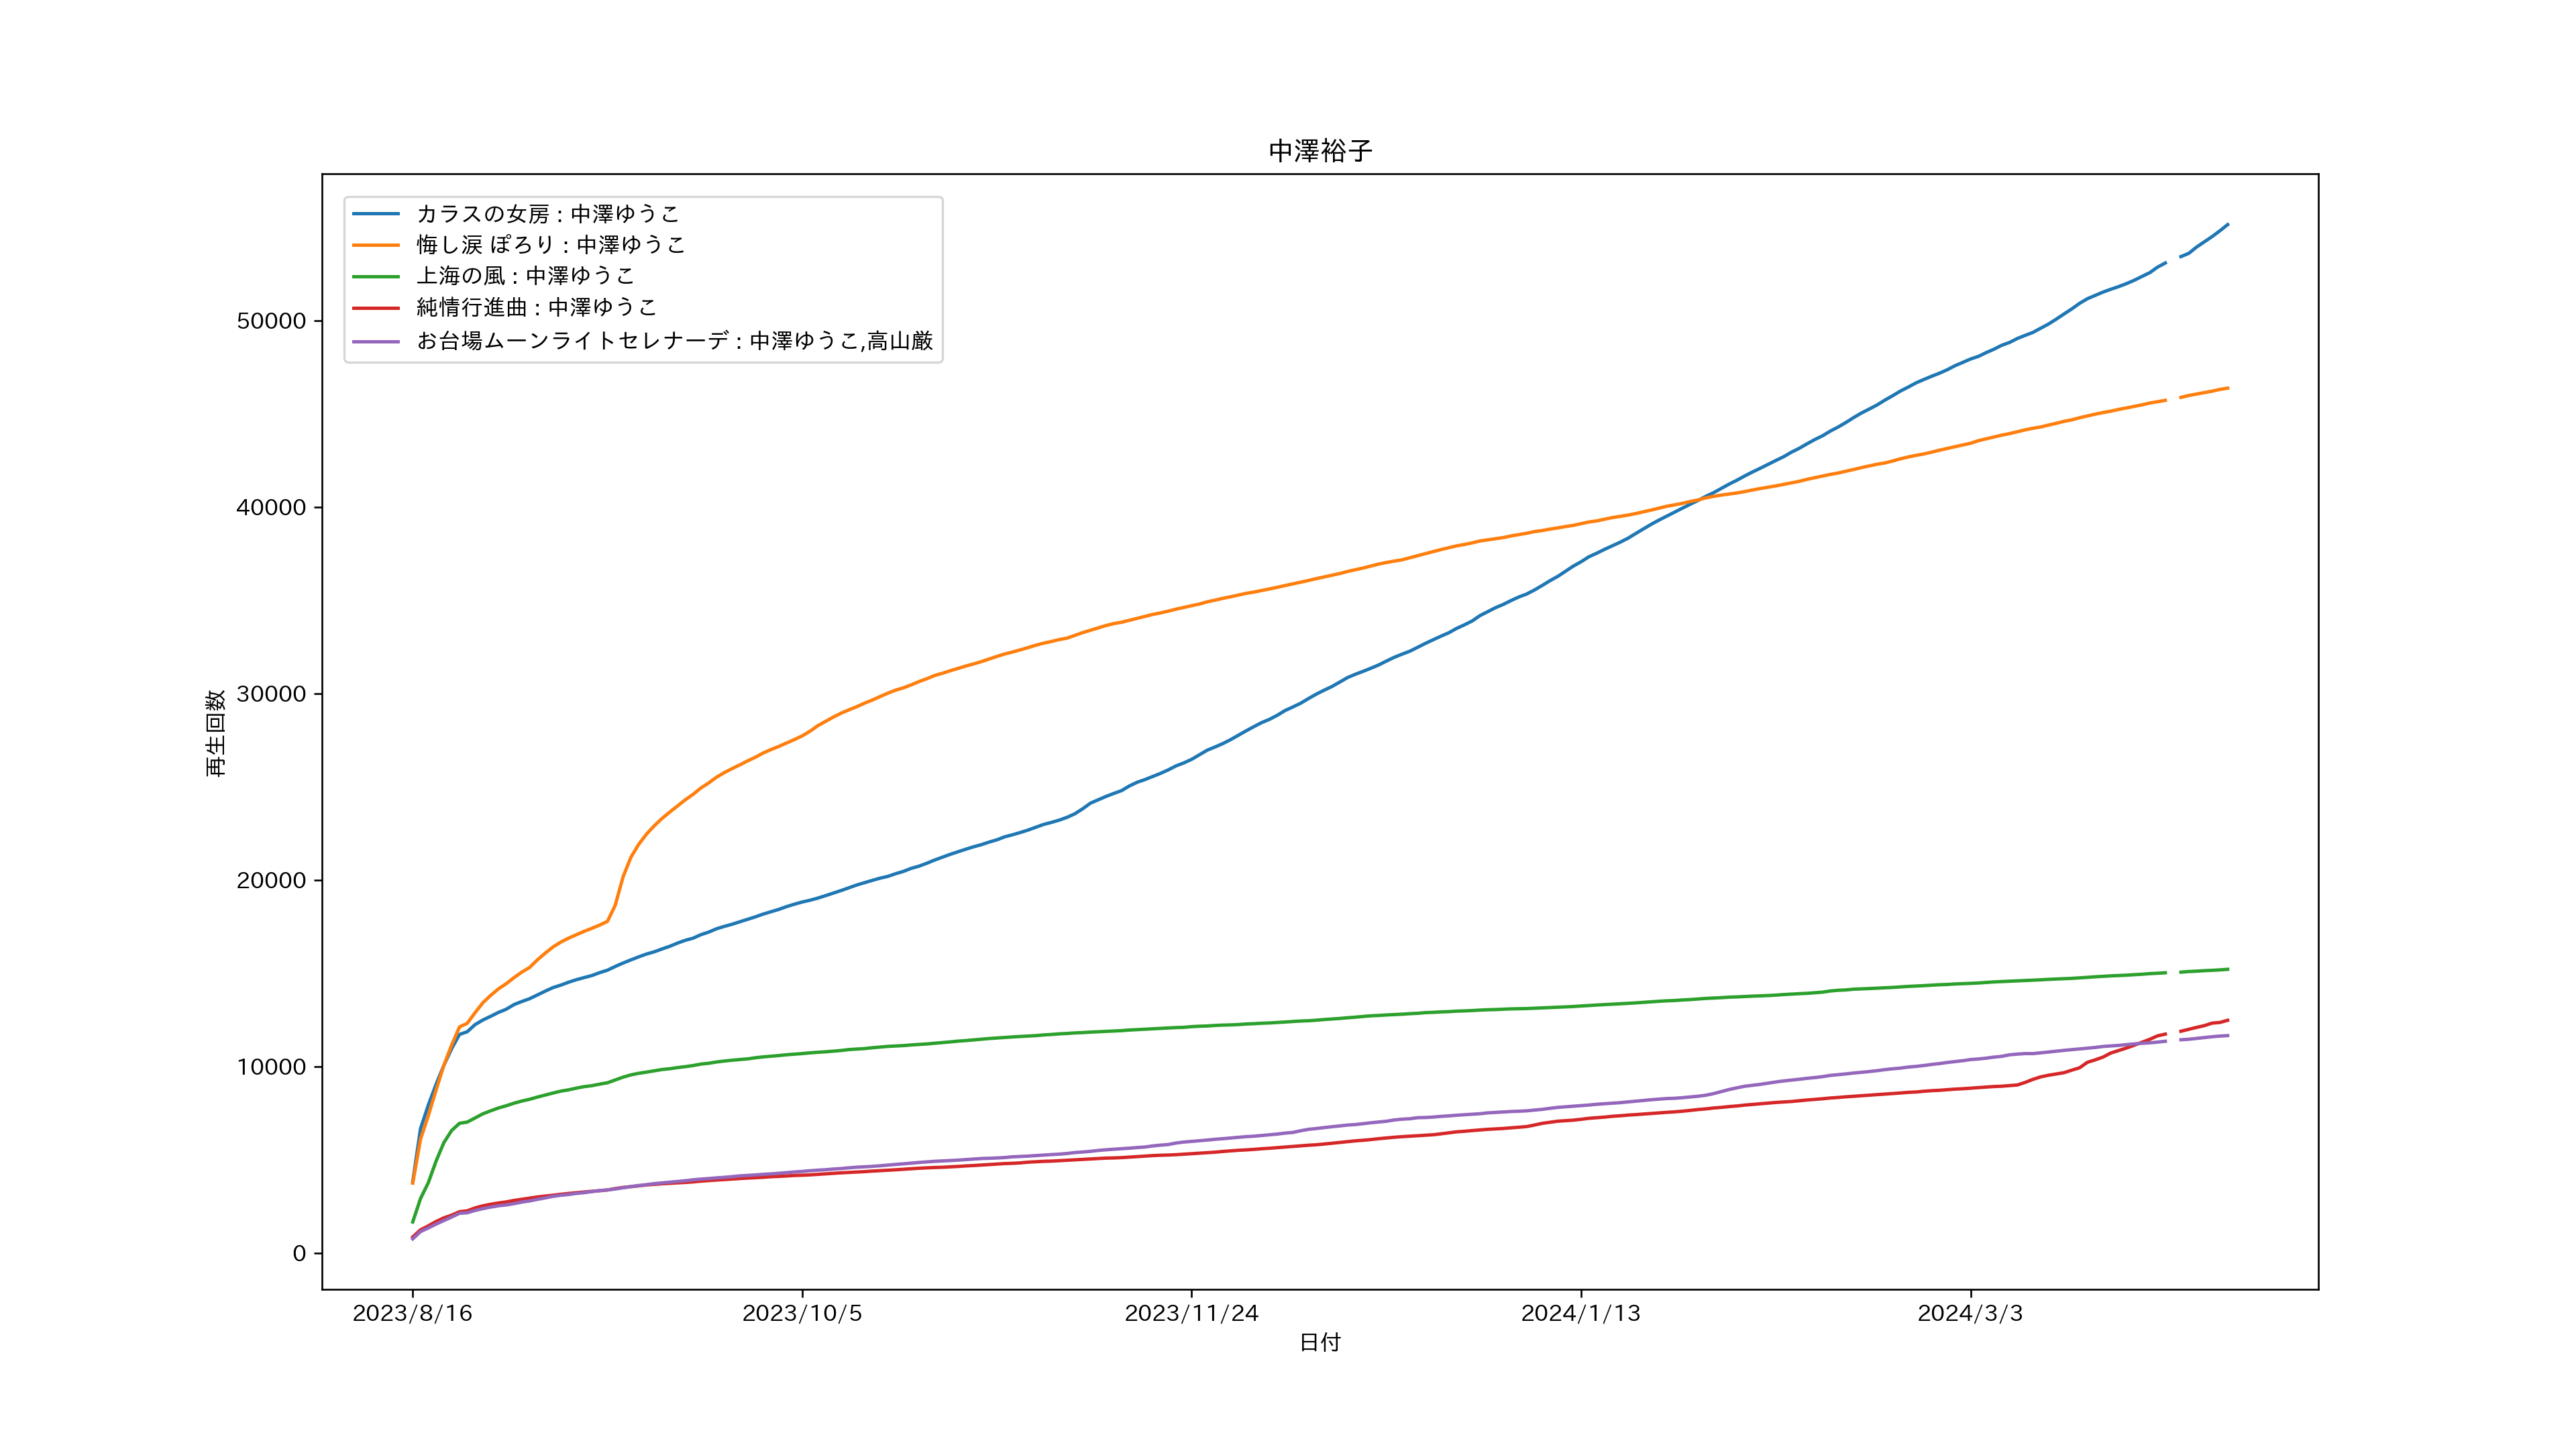 中澤裕子
カラスの女房 : 中澤ゆうこ
悔し涙 ぽろり : 中澤ゆうこ
上海の風 : 中澤ゆうこ
純情行進曲 : 中澤ゆうこ
お台場ムーンライトセレナーデ : 中澤ゆうこ,高山厳
再生回数
50000
40000
30000
20000
10000
0
2023/8/16
2023/10/5
2023/11/24
2024/1/13
2024/3/3
日付